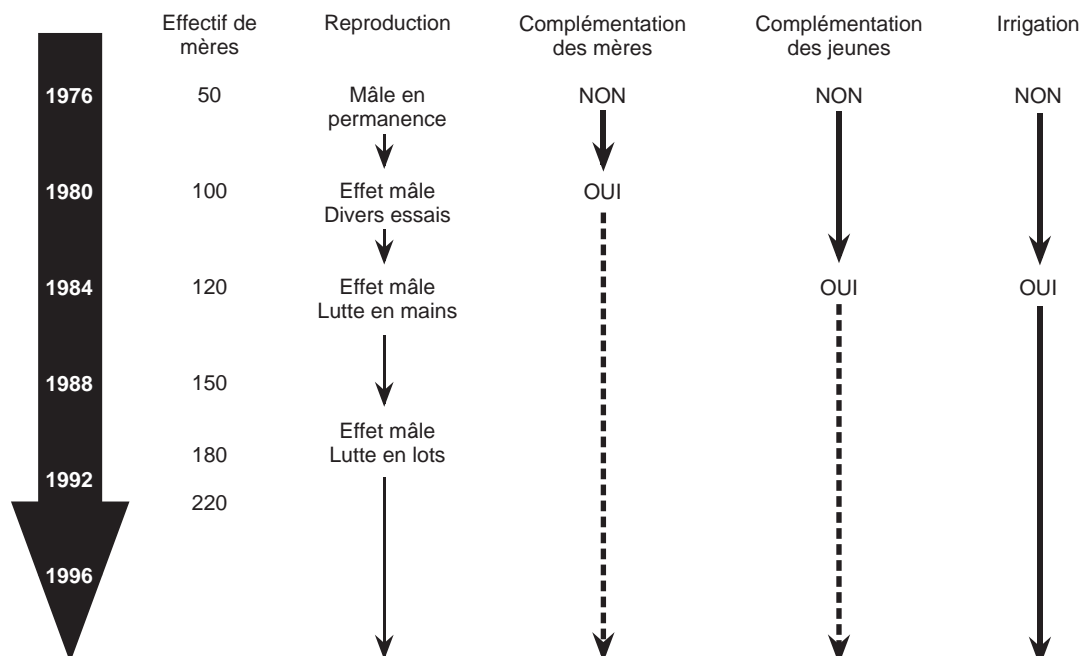 Effectif de
mères
Reproduction
Complémentation
des mères
Complémentation
des jeunes
Irrigation
1976
50
Mâle en
permanence
NON
NON
NON
1980
100
Effet mâle
Divers essais
OUI
1984
120
Effet mâle
Lutte en mains
OUI
OUI
1988
150
Effet mâle
Lutte en lots
180
1992
220
1996